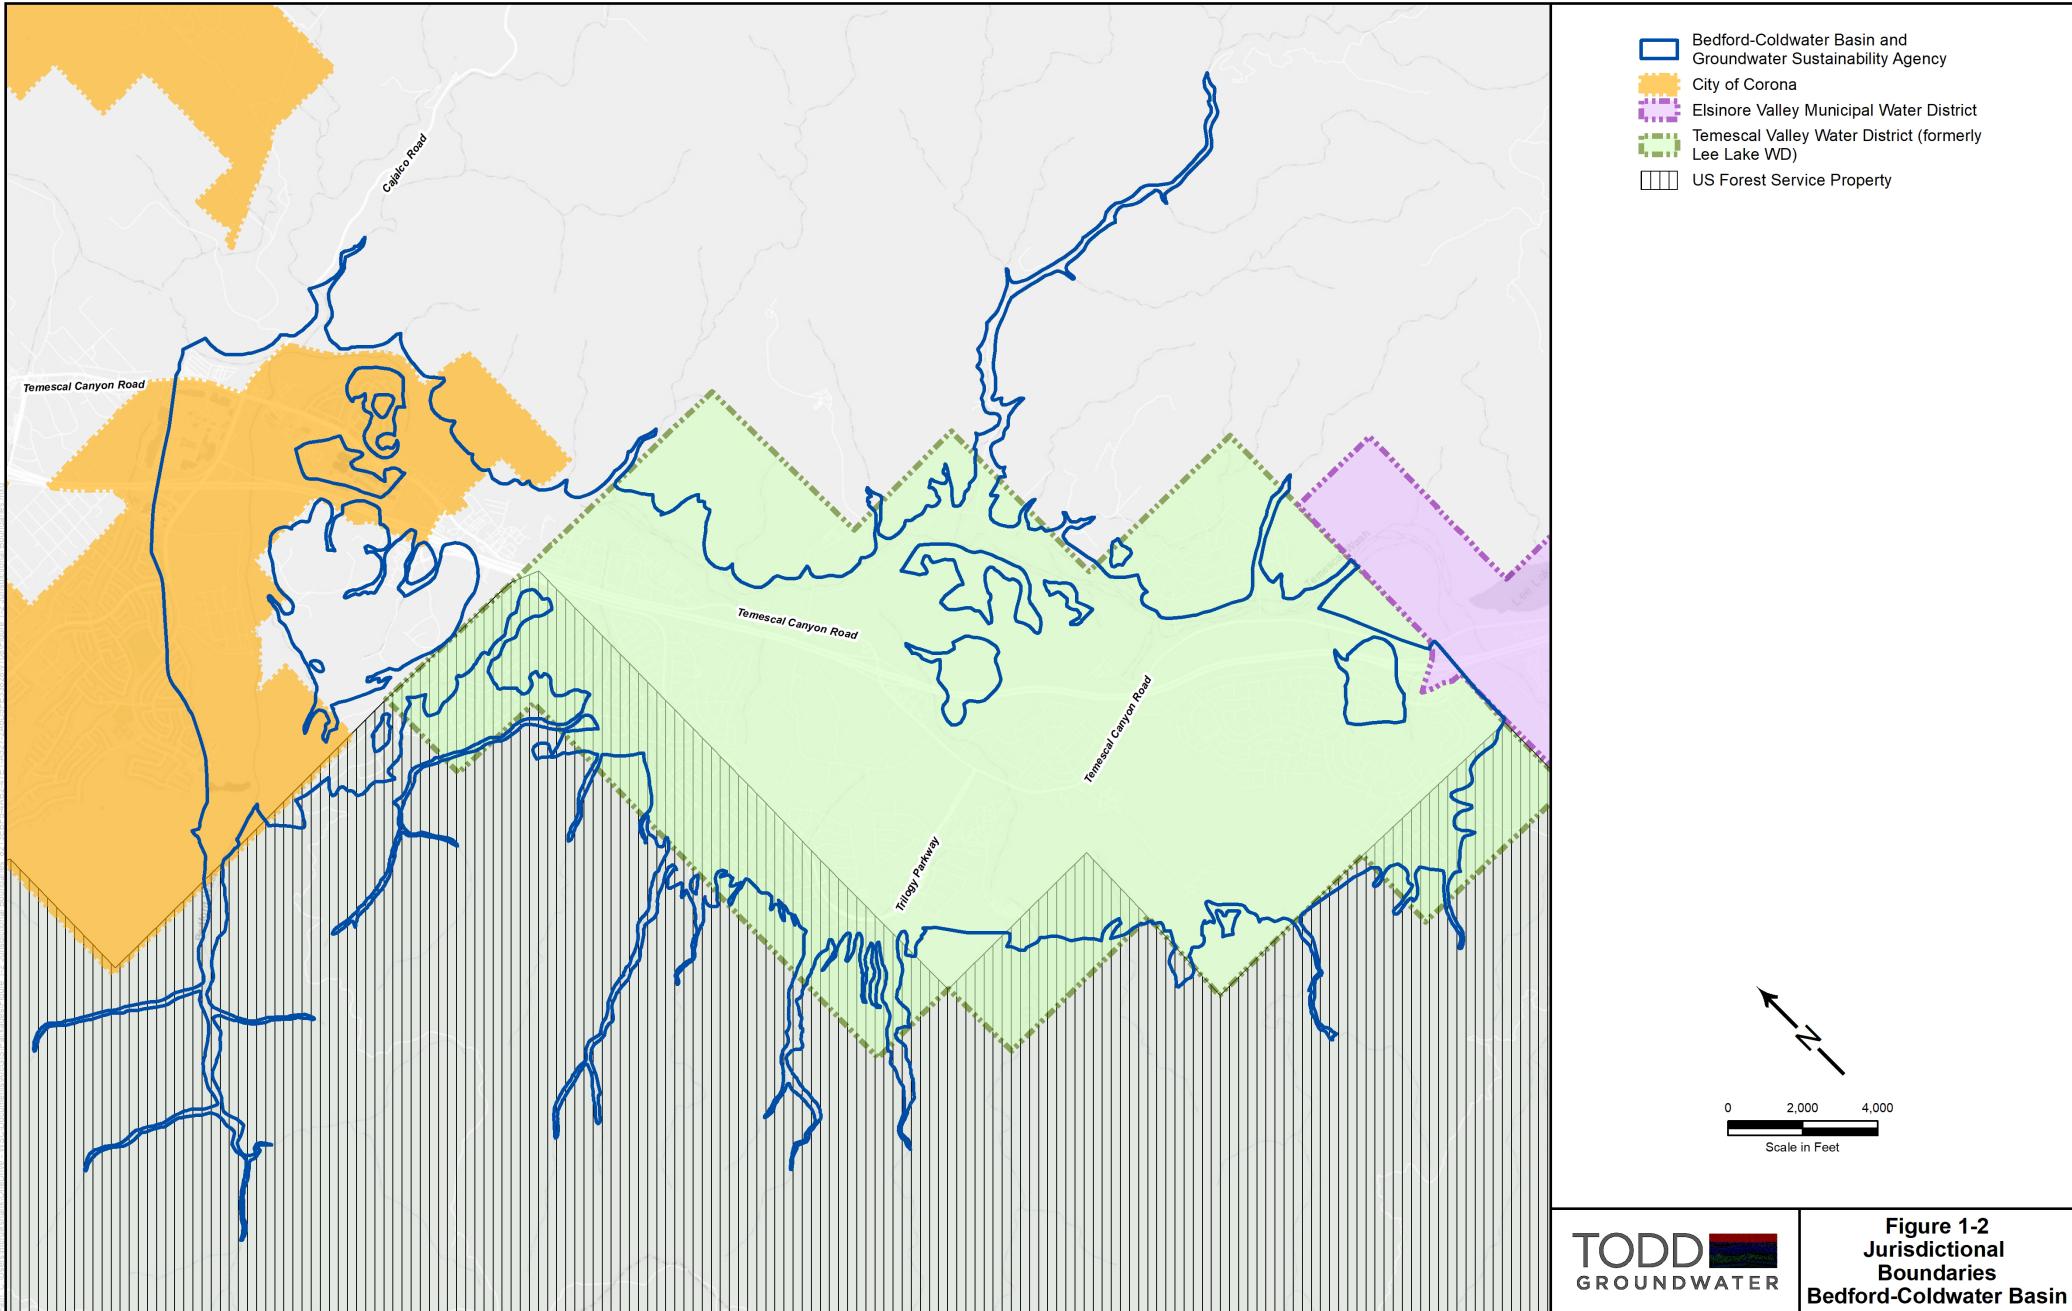 Bedford-Coldwater Basin and
Groundwater Sustainability Agency
City of Corona
Elsinore Valley Municipal Water District
Temescal Valley Water District (formerly
Lee Lake WD)
US Forest Service Property
Cajalco Road
Temescal Canyon Road
Temescal Wash
Temescal Canyon Road
Temescal Canyon Road
Trilogy Parkway
N
0 2,000 4,000
Scale in Feet
TODD
GROUNDWATER
Figure 1-2
Jurisdictional
Boundaries
Bedford-Coldwater Basin